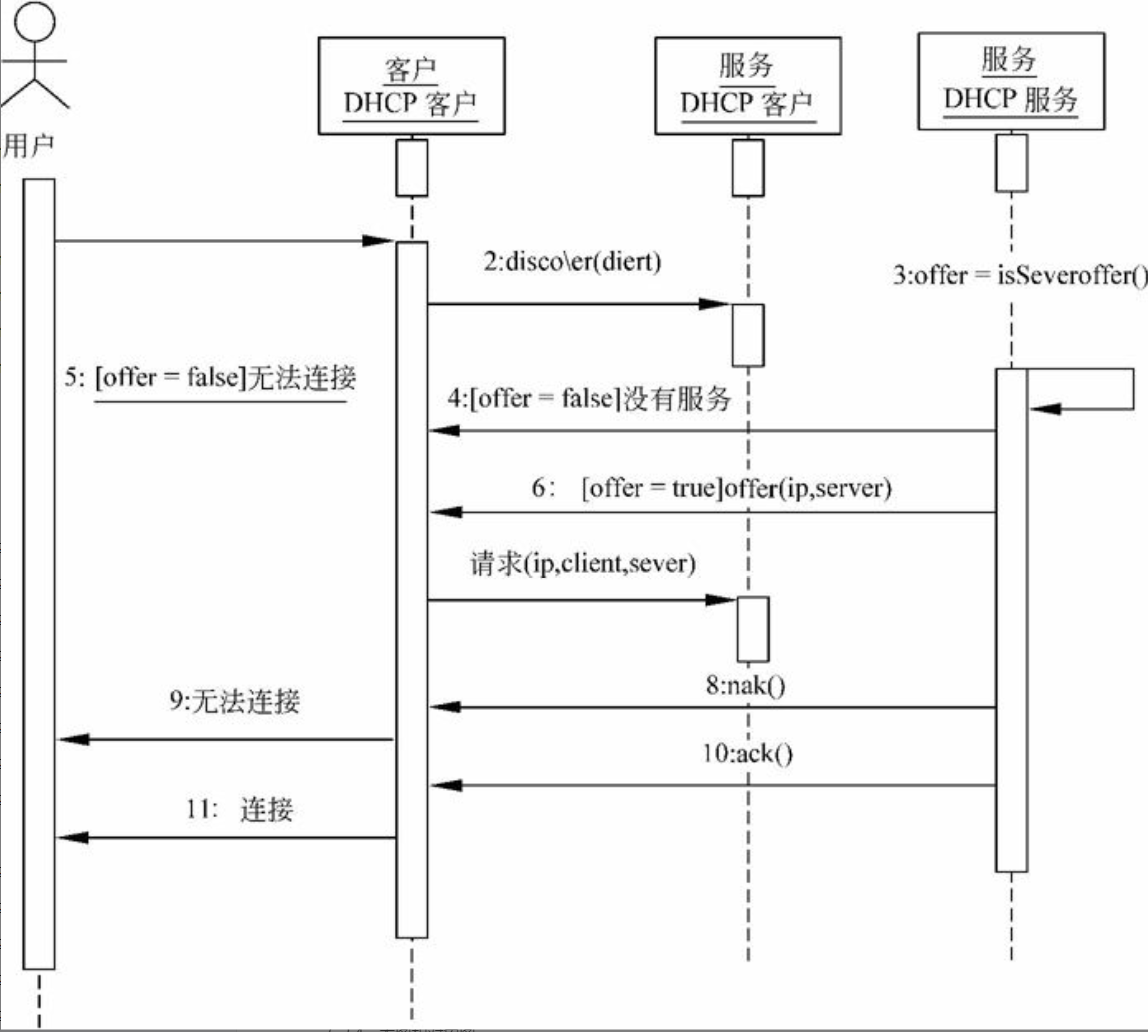 客户
DHCP 客户
服务
DHCP 客户
服务
DHCP 服务
用户
2:disco\er(diert)
3:offer = isSeveroffer()
5: [offer = false]无法连接
4:[offer = false]没有服务
6: [offer = true]offer(ip,server)
请求(ip,client,sever)
8:nak()
9:无法连接
10:ack()
11: 连接